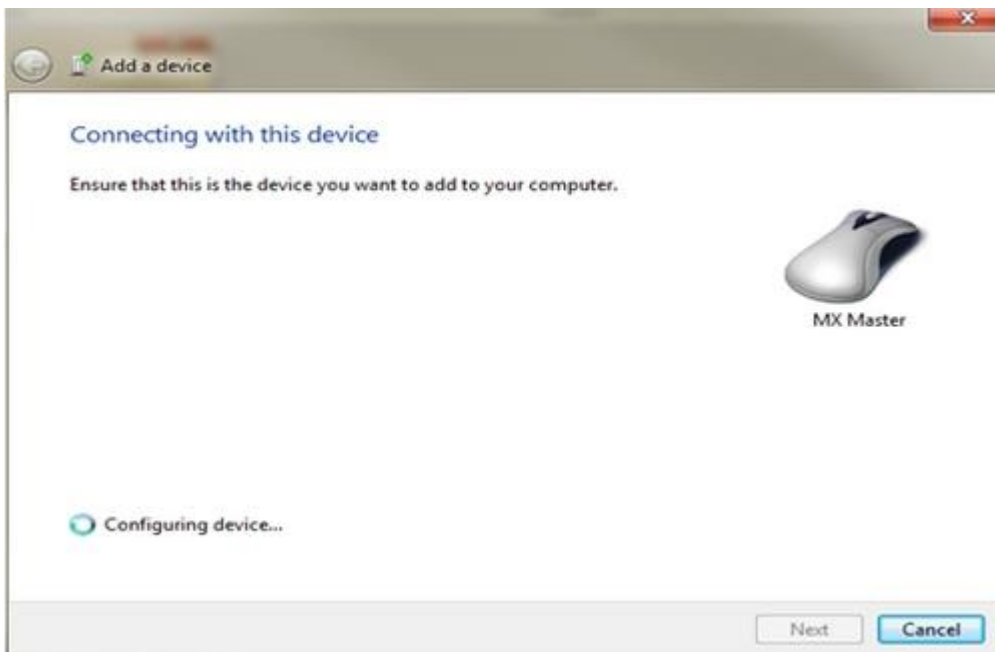 Add a device
Connecting with this device
Ensure that this is the device you want to add to your computer.
MX Master
Configuring device...
Next
Cancel